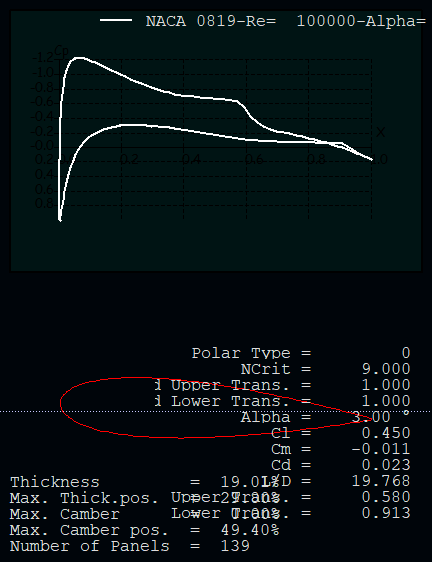 NACA 0819-Re=  100000-Alpha=
Cp
-1.2
-1.0
-0.8
-0.6
-0.4
-0.2
0.0
0.2
0.4
0.6
0.8
X
0.2 0.4 0.6 0.8 1.0
Polar Type = 0
NCrit = 9.000
Upper Trans. = 1.000
Lower Trans. = 1.000
Alpha = 3.00 °
Cl = 0.450
Cm = -0.011
Cd = 0.023
L/D = 19.768
Upper Trans. = 0.580
Lower Trans. = 0.913
Thickness = 19.01%
Max. Thick.pos. =
Max. Camber =
Max. Camber pos. = 49.40%
Number of Panels = 139